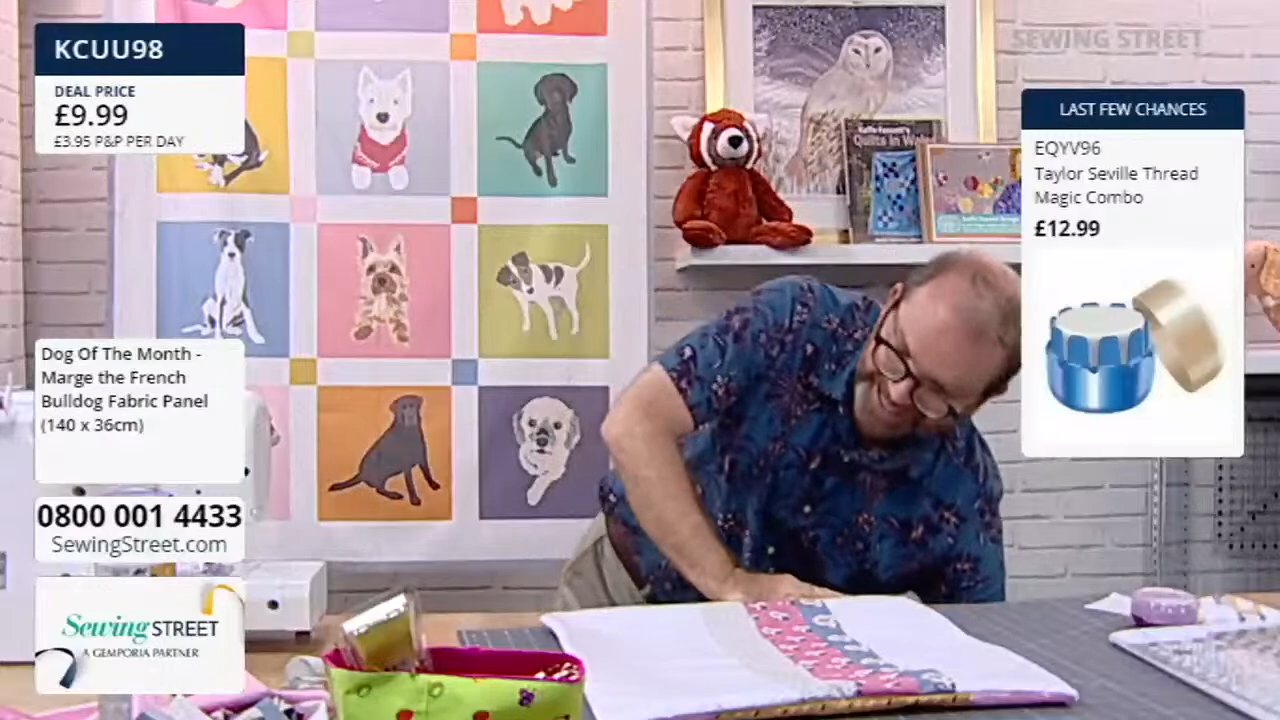 KCUU98
DEAL PRICE
£9.99
£3.95 P&P PER DAY
Dog Of The Month -
Marge the French
Bulldog Fabric Panel
(140 x 36cm)
0800 001 4433
SewingStreet.com
Sewing STREET
A GEMPORIA PARTNER
SEWING STREET
LAST FEW CHANCES
EQYV96
Taylor Seville Thread
Magic Combo
£12.99
Kaffe Fassett's